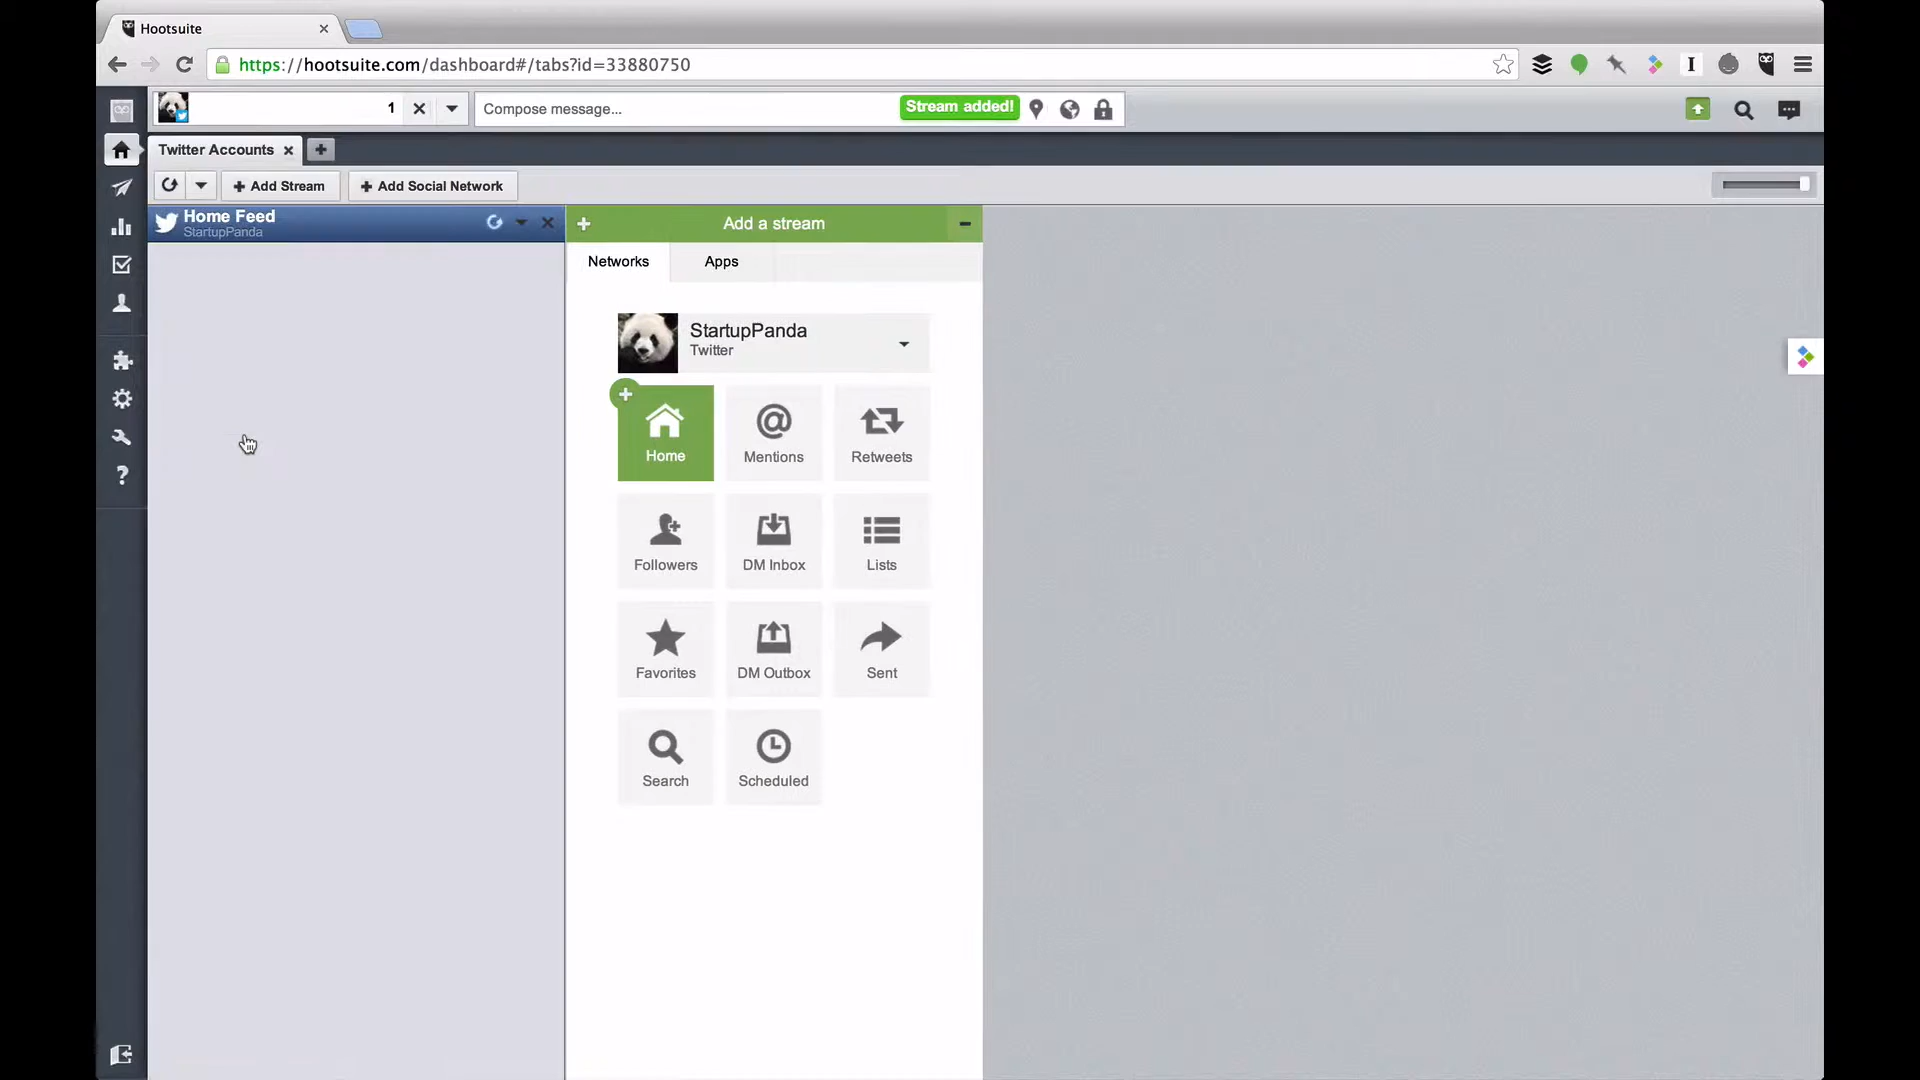 Hootsuite
https://hootsuite.com/dashboard#/tabs?id=33880750
1
Compose message...
Stream added!
Twitter Accounts
Add Stream
Add Social Network
Home Feed
StartupPanda
Add a stream
Networks
Apps
StartupPanda
Twitter
Home
Mentions
Retweets
Followers
DM Inbox
Lists
Favorites
DM Outbox
Sent
Search
Scheduled